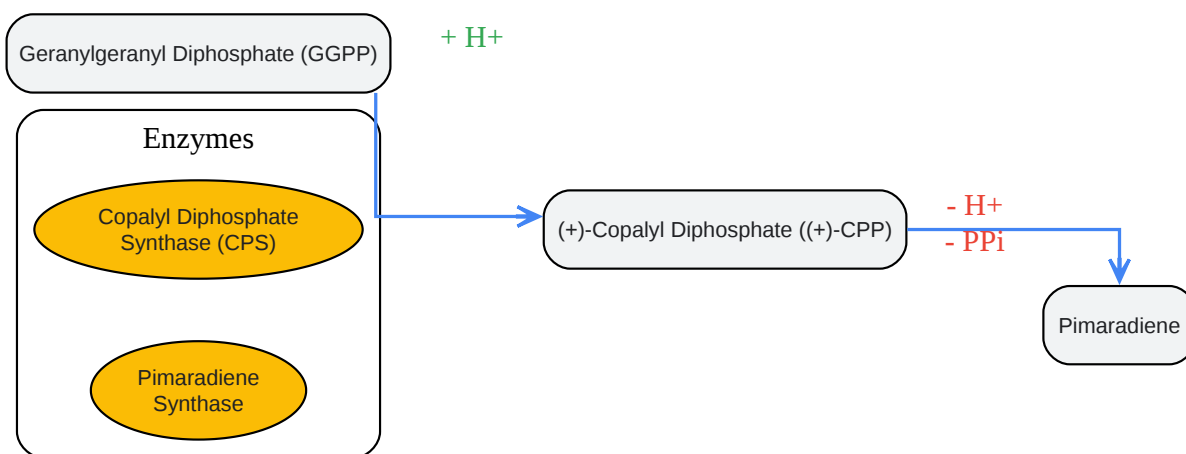 Geranylgeranyl Diphosphate (GGPP)
+ H+
Enzymes
Copalyl Diphosphate
Synthase (CPS)
(+)-Copalyl Diphosphate ((+)-CPP)
- H+
- PPi
Pimaradiene
Pimaradiene
Synthase